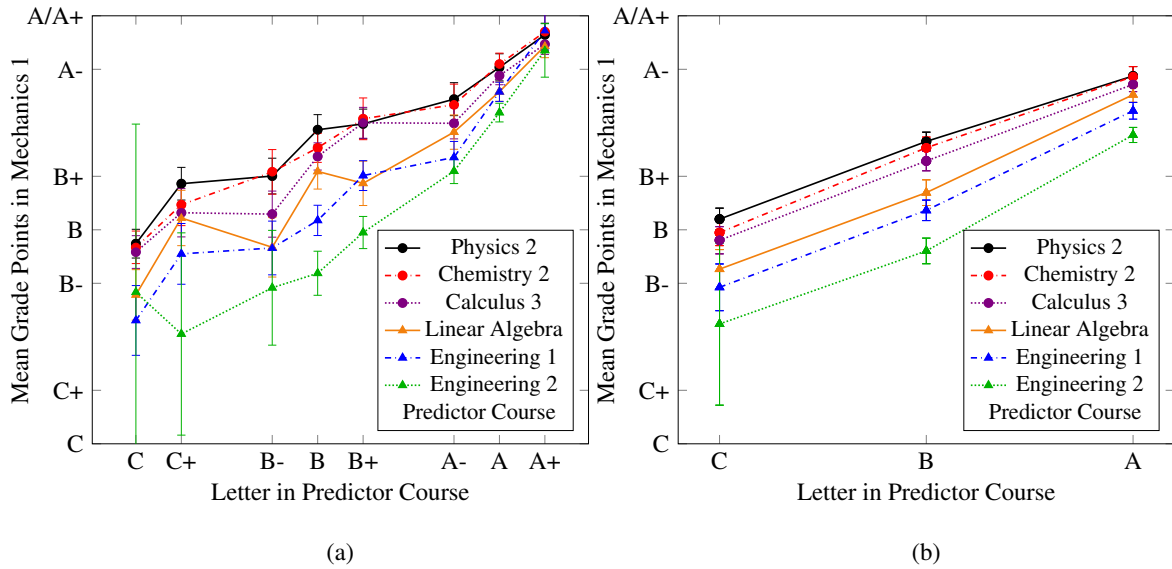 A/A+
A-
B+
B
B-
C+
C
Mean Grade Points in Mechanics 1
C
C+
B-
B
B+
A-
A
A+
Letter in Predictor Course
Physics 2
Chemistry 2
Calculus 3
Linear Algebra
Engineering 1
Engineering 2
Predictor Course
(a)
A/A+
A-
B+
B
B-
C+
C
Mean Grade Points in Mechanics 1
C
B
A
Letter in Predictor Course
Physics 2
Chemistry 2
Calculus 3
Linear Algebra
Engineering 1
Engineering 2
Predictor Course
(b)